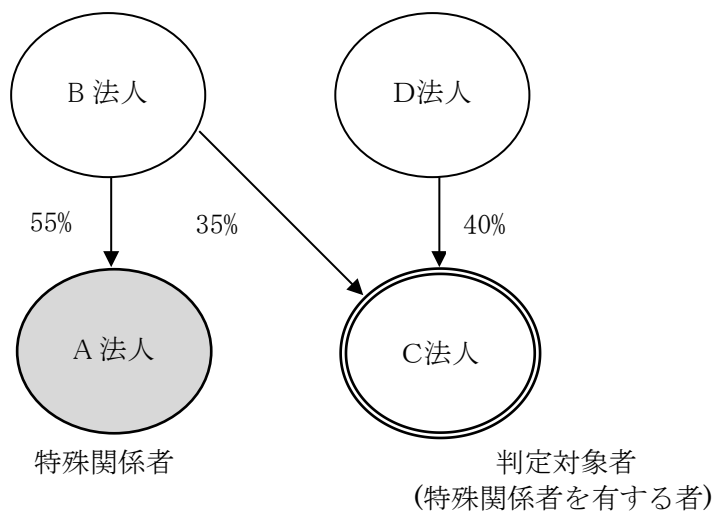 B法人
D法人
55%
35%
40%
A法人
C法人
特殊関係者
判定対象者
(特殊関係者を有する者)